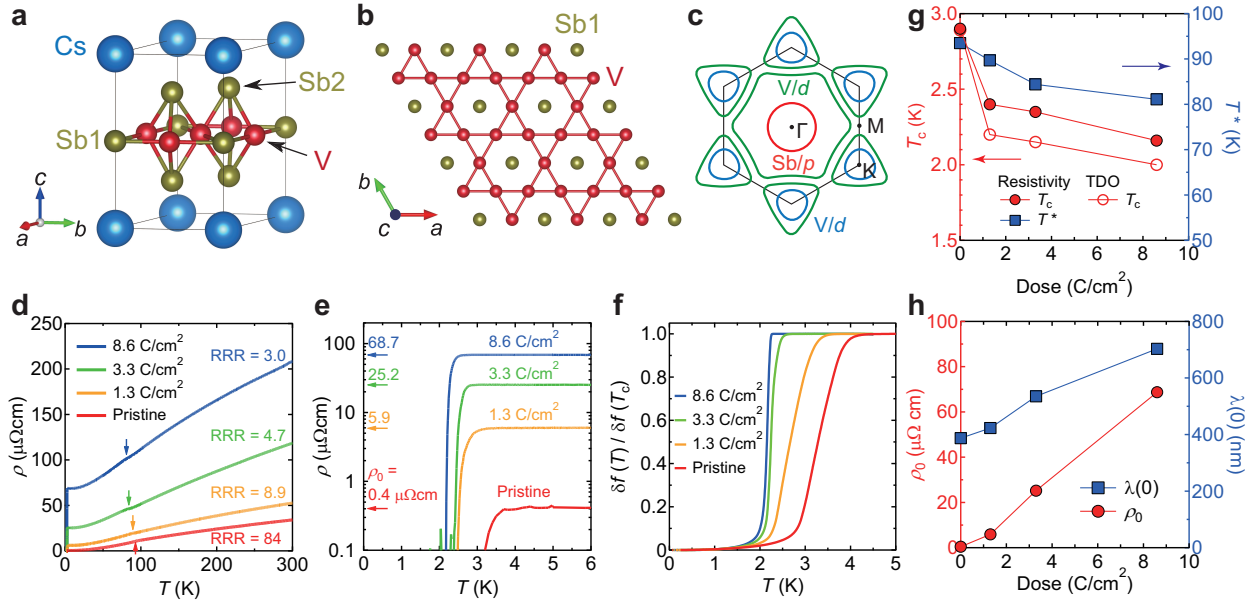 a
Cs
Sb2
Sb1
V
c
b
a
b
Sb1
V
b
c
a
c
V/d
Γ
M
Sb/p
K
V/d
g
3.0
2.5
2.0
1.5
Tc (K)
100
90
80
70
60
50
T* (K)
Resistivity
TDO
Tc
Tc
T*
0
2
4
6
8
10
Dose (C/cm²)
d
250
200
150
100
50
0
ρ (μΩcm)
8.6 C/cm²
3.3 C/cm²
1.3 C/cm²
Pristine
RRR = 3.0
RRR = 4.7
RRR = 8.9
RRR = 84
0
100
200
300
T (K)
e
100
10
1
0.1
ρ (μΩcm)
68.7
8.6 C/cm²
25.2
3.3 C/cm²
5.9
1.3 C/cm²
ρ0 =
0.4 μΩcm
Pristine
0
1
2
3
4
5
6
T (K)
f
1.0
0.8
0.6
0.4
0.2
0
δf (T) / δf (Tc)
8.6 C/cm²
3.3 C/cm²
1.3 C/cm²
Pristine
0
1
2
3
4
5
T (K)
h
100
80
60
40
20
0
ρ0 (μΩ cm)
800
700
600
500
400
300
200
100
0
λ(0) (nm)
λ(0)
ρ0
0
2
4
6
8
10
Dose (C/cm²)